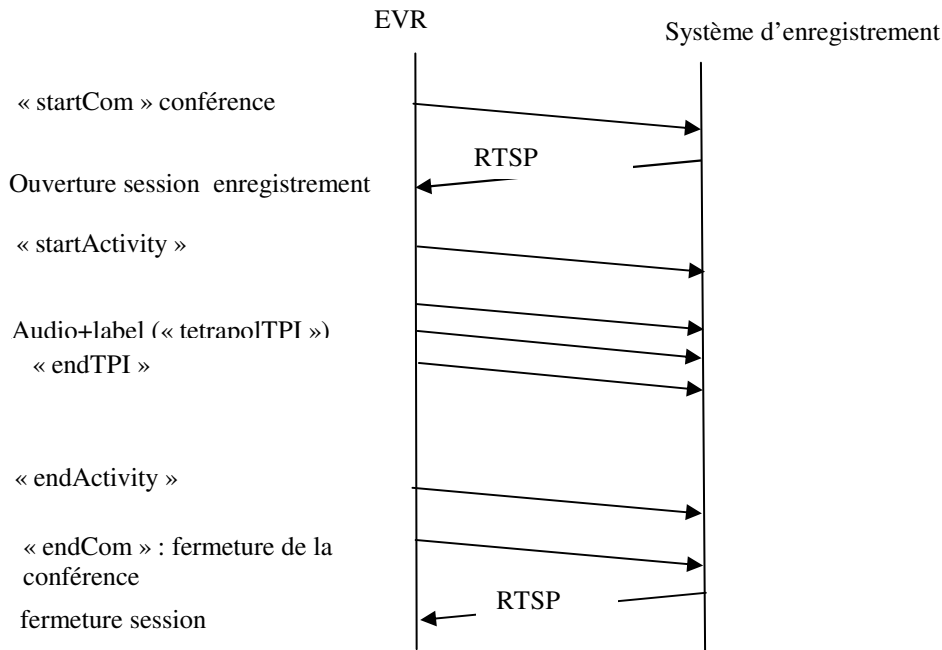 EVR
Système d'enregistrement
« startCom » conférence
RTSP
Ouverture session enregistrement
« startActivity »
Audio+label (« tetrapolTPI »)
« endTPI »
« endActivity »
« endCom » : fermeture de la
conférence
RTSP
fermeture session